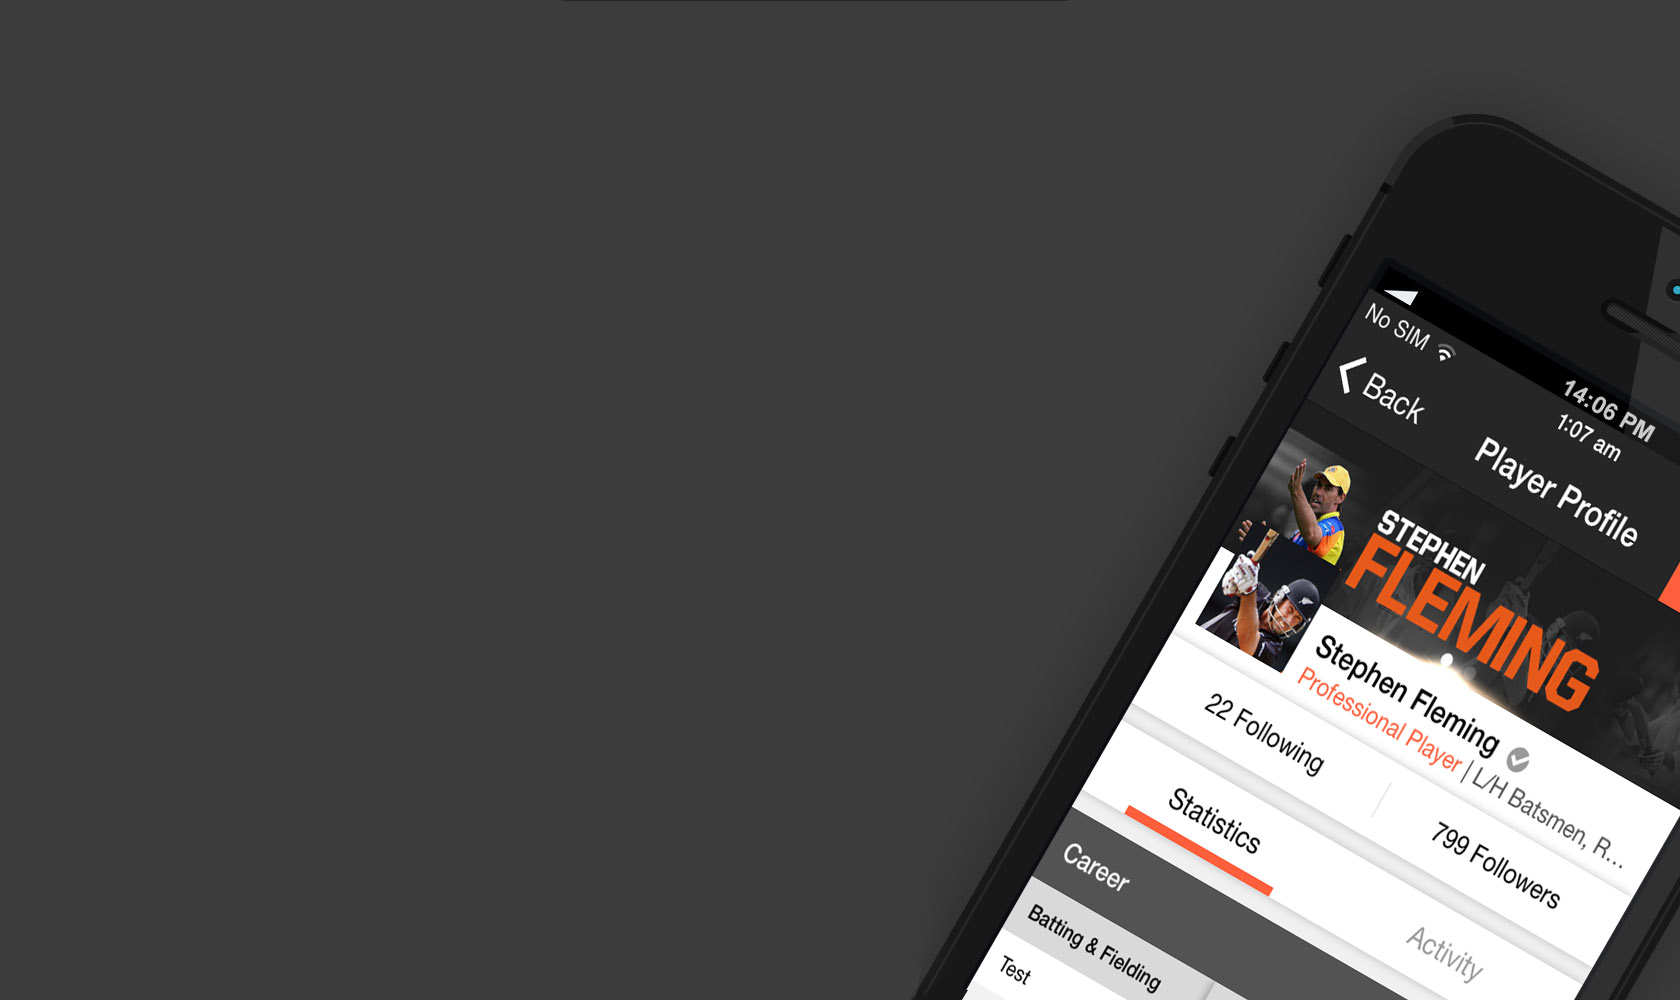 No SIM
14:06 PM
1:07 am
Back
Player Profile
STEPHEN
FLEMING
Stephen Fleming
Professional Player | L/H Batsmen, R...
22 Following
799 Followers
Statistics
Activity
Career
Batting & Fielding
Test